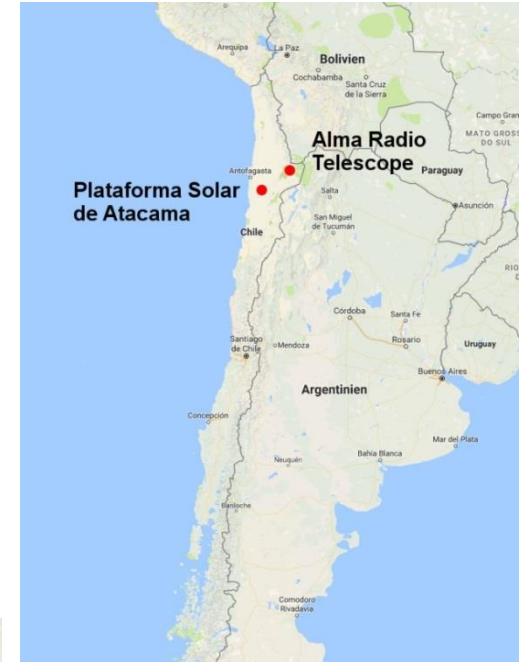 Arequipa
La Paz
Bolivien
Cochabamba
Santa Cruz
de la Sierra
Campo Gran
MATO GROSS
DO SUL
Alma Radio
Telescope
Paraguay
Antofagasta
Plataforma Solar
de Atacama
Salta
Asunción
San Miguel
de Tucumán
Chile
RIO
Córdoba
Santa Fe
Santiago
de Chile
Mendoza
Rosario
Uruguay
Buenos Aires
Argentinien
Concepción
Mar del Plata
Bahía Blanca
Neuquén
Bariloche
Comodoro
Rivadavia